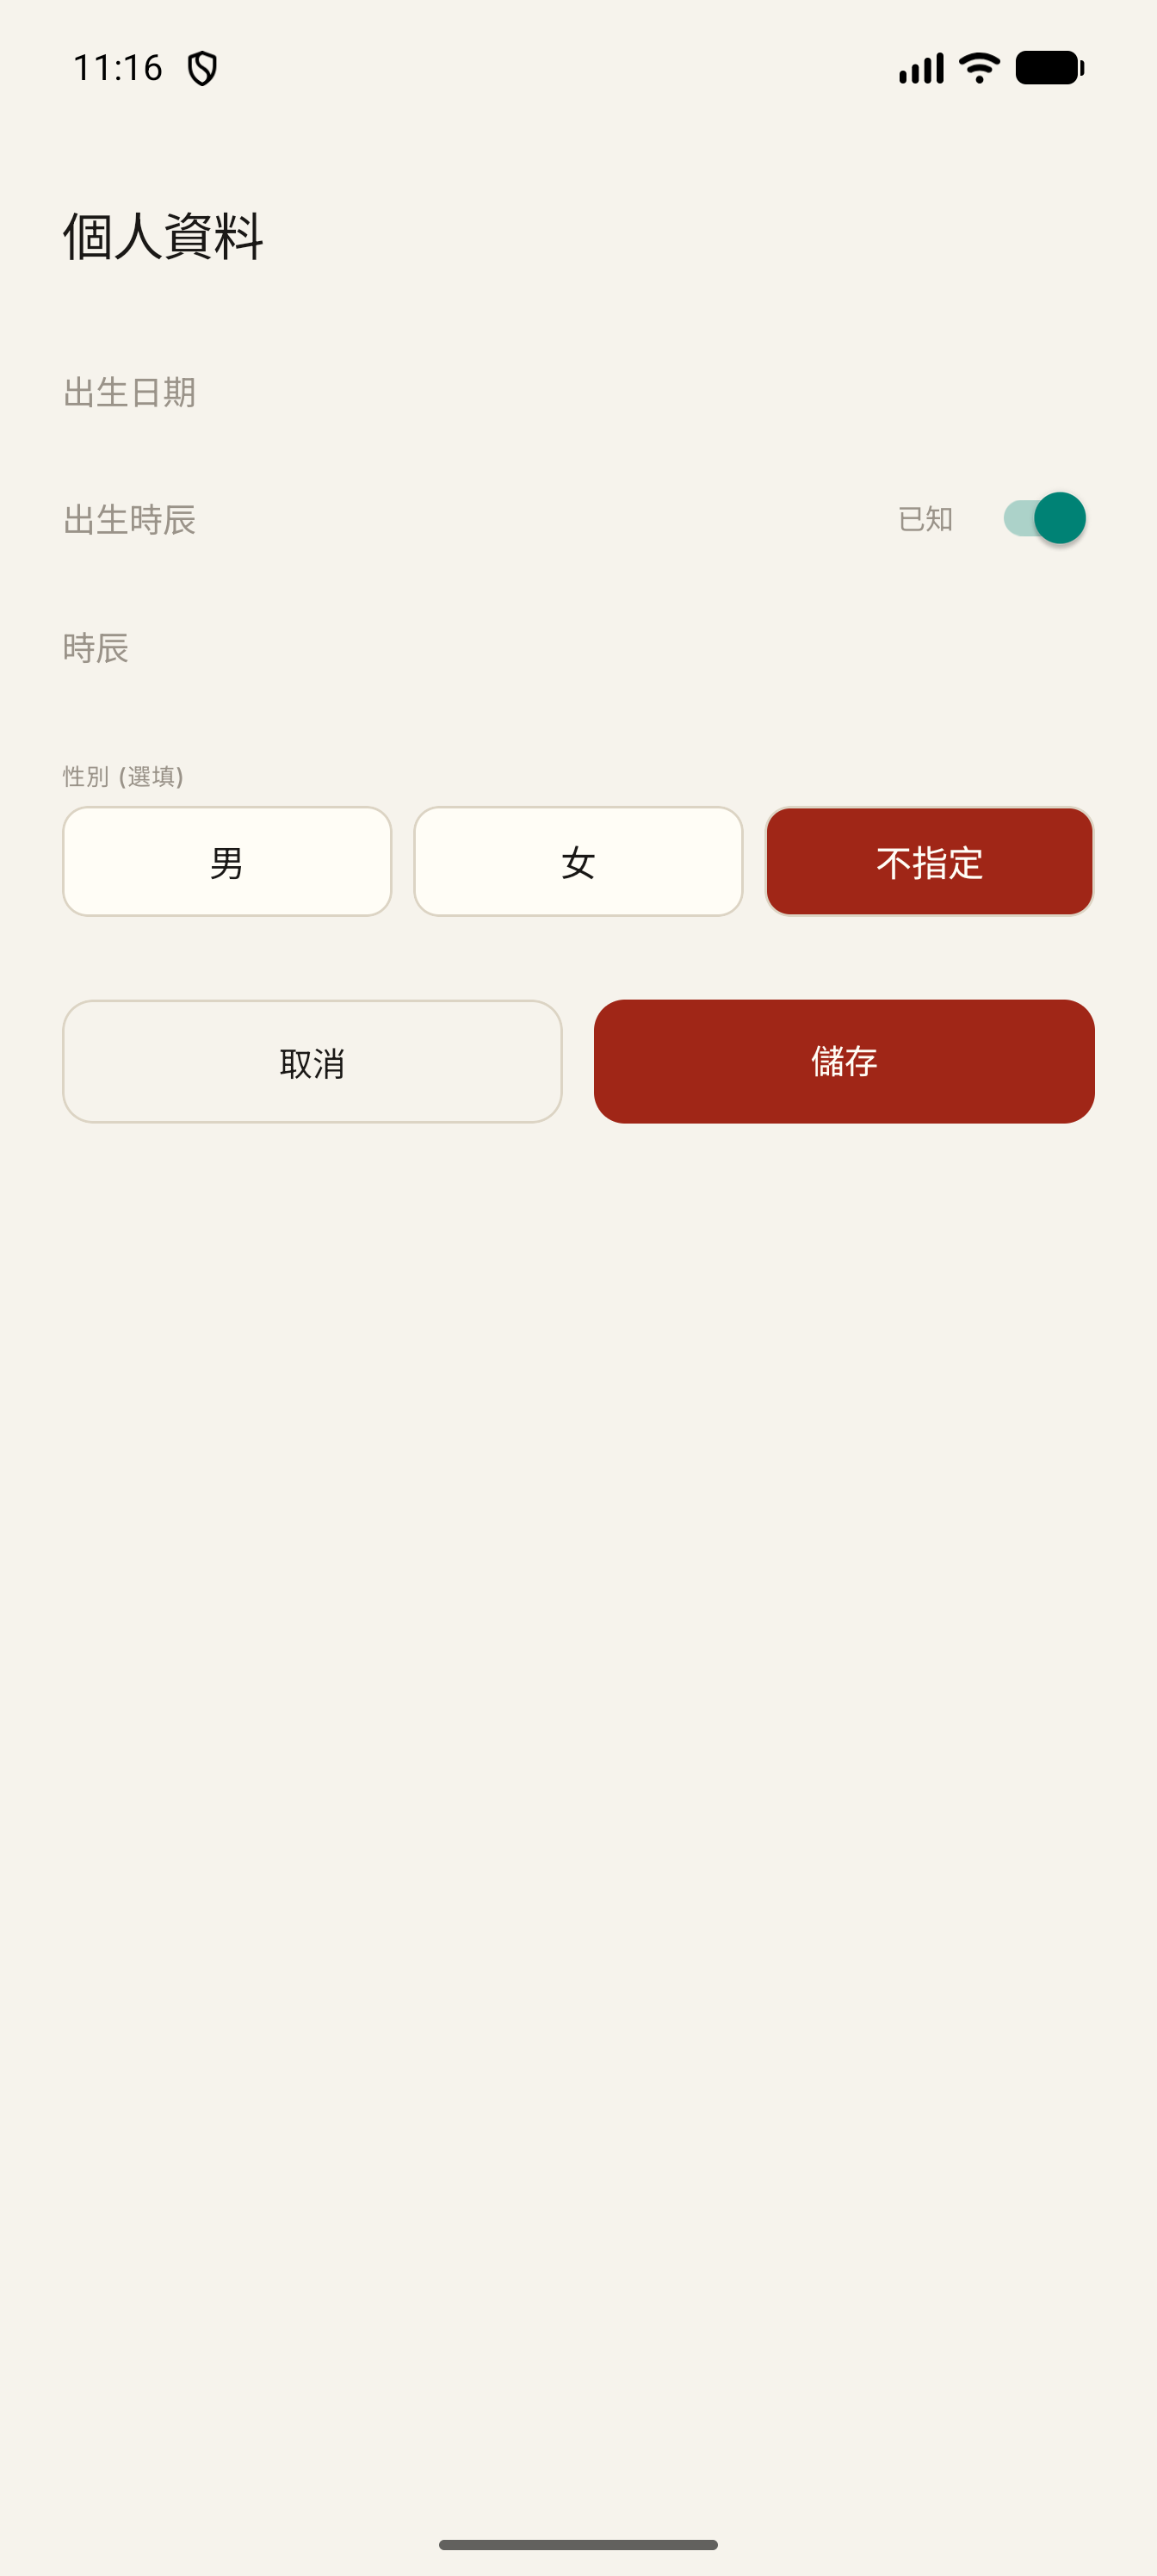 11:16
個人資料
出生日期
出生時辰 已知
時辰
性別 (選填)
男 女 不指定
取消 儲存